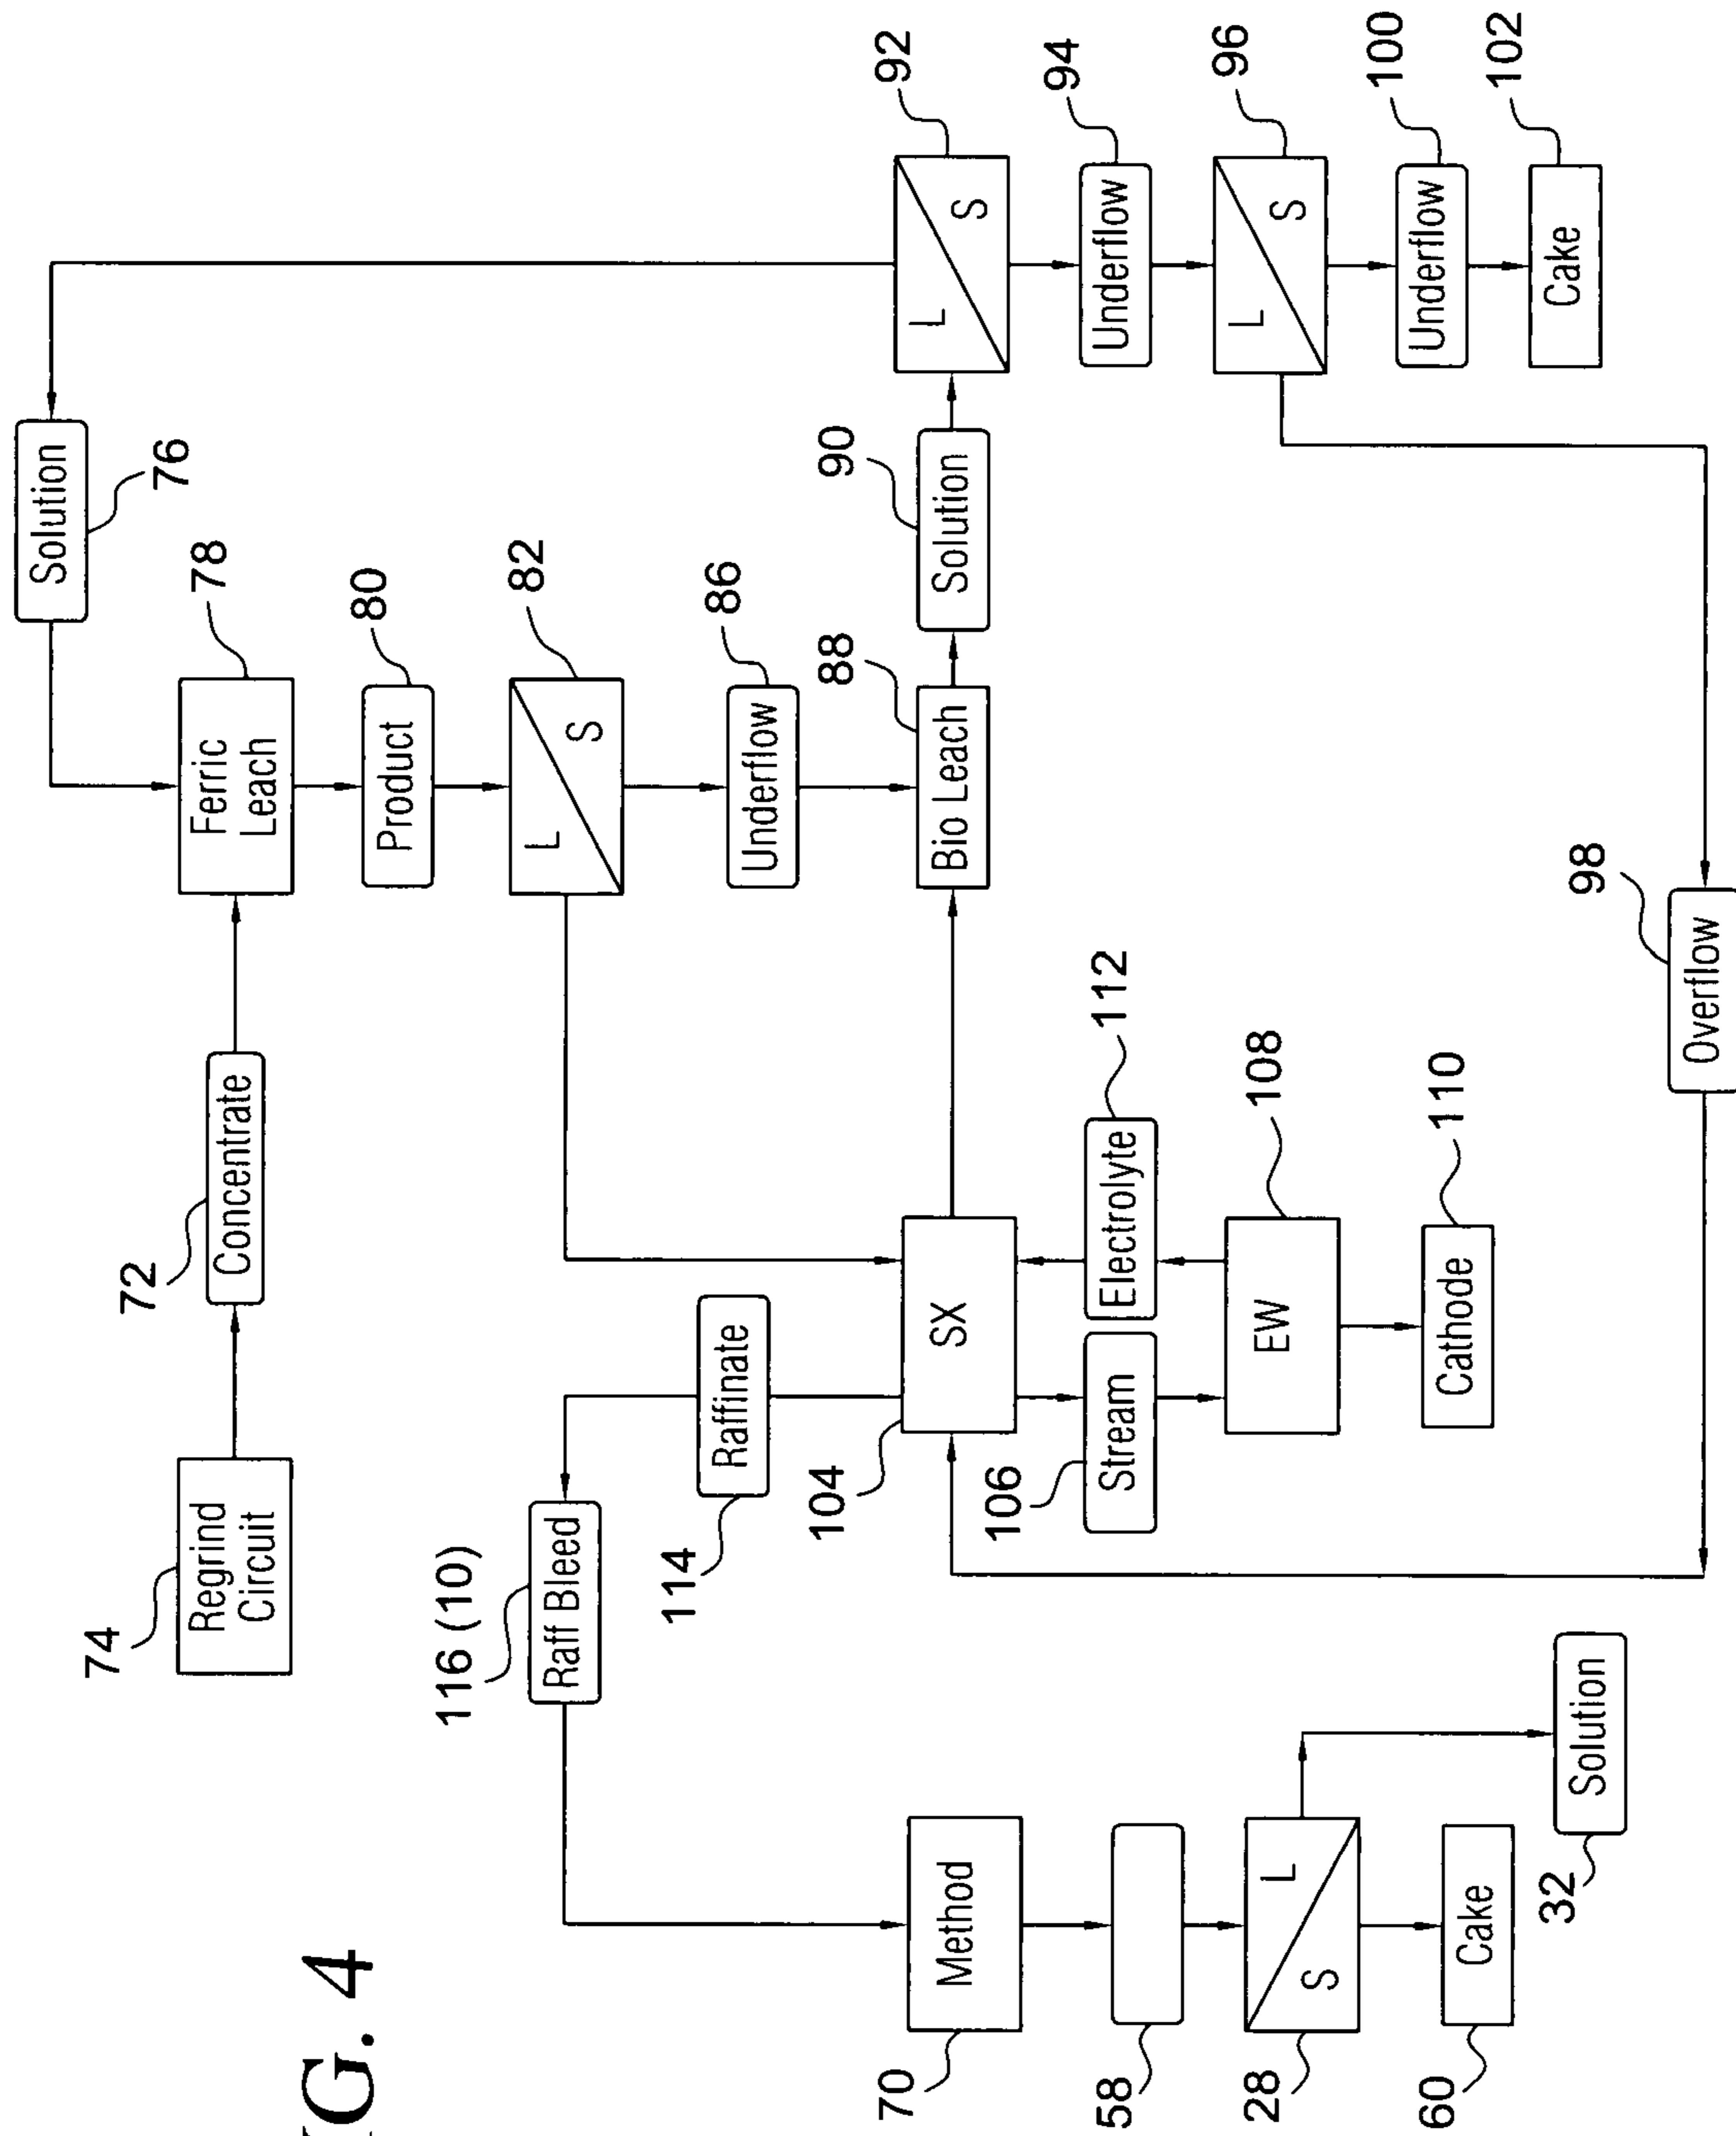 74
Regrind
Circuit
72
Concentrate
Ferric
Leach
78
Solution
76
Product
80
L
S
82
Underflow
86
Bio Leach
88
Solution
90
L
S
92
Underflow
94
L
S
96
Underflow
100
Cake
102
Overflow
98
SX
104
Stream
106
Electrolyte
112
EW
108
Cathode
110
Raffinate
114
Raff Bleed
116 (10)
Method
70
58
L
S
28
Cake
60
Solution
32
IG. 4